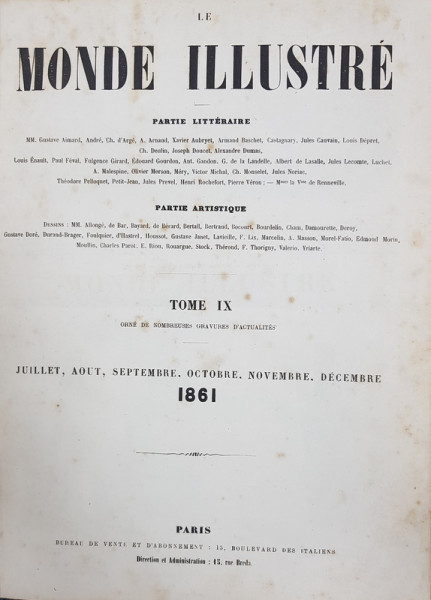 LE
MONDE ILLUSTRÉ
PARTIE LITTÉRAIRE
MM. Gustave Aimard, André, Ch. d'Argé, A. Arnaud, Xavier Aubryet, Armand Baschet, Castagnary, Jules Cauvain, Louis Dépret,
Ch. Deslis, Joseph Doucet, Alexandre Dumas,
Louis Énault, Paul Féval, Fulgence Girard, Édouard Gourdon, Ant. Gandon, G. de la Landelle, Albert de Lasalle, Jules Lecomte, Luchet,
A. Malespine, Olivier Merson, Méry, Victor Michal, Ch. Monselet, Jules Noriac,
Théodore Pelloquet, Petit-Jean, Jules Prevel, Henri Rochefort, Pierre Véron; — Mme la Vsse de Renneville.
PARTIE ARTISTIQUE
DESSINS : MM. Allongé, de Bar, Bayard, de Bérard, Bertall, Bertrand, Bocourt, Bourdelin, Cham, Damourette, Deroy,
Gustave Doré, Durand-Brager, Foulquier, d'Hastrel, Houssot, Gustave Janet, Lavieille, F. Lix, Marcelin, A. Masson, Morel-Fatio, Edmond Morin,
Moullin, Charles Parat, E. Riou, Rouargue, Stock, Thérond, F. Thorigny, Valerio, Yriarte.
TOME IX
ORNÉ DE NOMBREUSES GRAVURES D'ACTUALITÉS
JUILLET, AOUT, SEPTEMBRE, OCTOBRE, NOVEMBRE, DÉCEMBRE
1861
PARIS
BUREAU DE VENTE ET D'ABONNEMENT : 15, BOULEVARD DES ITALIENS
Direction et Administration : 15, rue Breda.